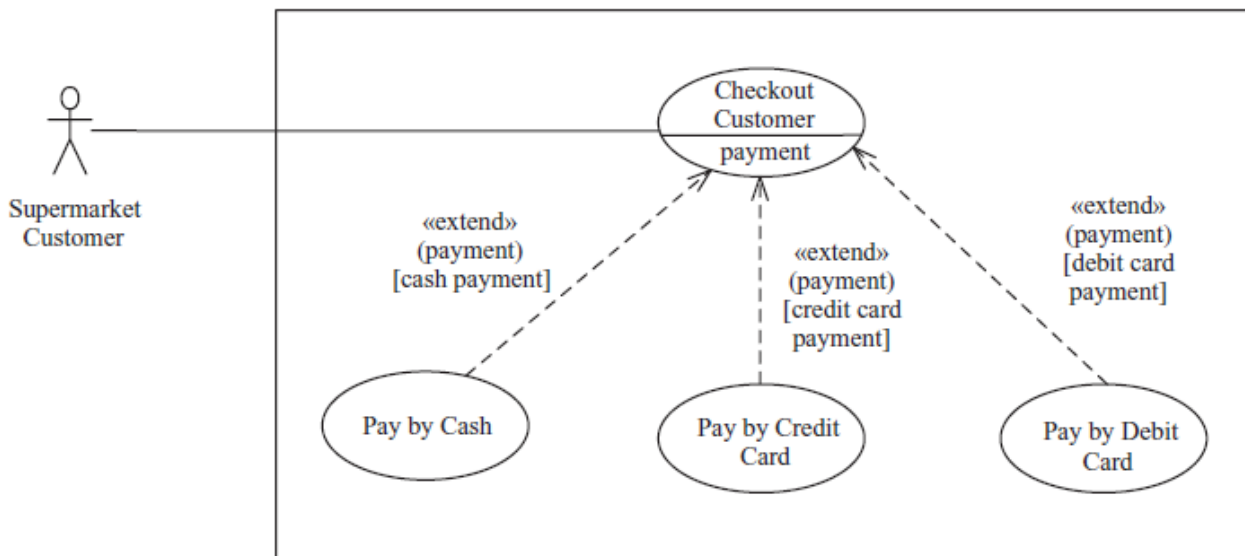 Checkout
Customer
payment
Supermarket
Customer
«extend»
(payment)
[cash payment]
«extend»
(payment)
[credit card
payment]
«extend»
(payment)
[debit card
payment]
Pay by Cash
Pay by Credit
Card
Pay by Debit
Card